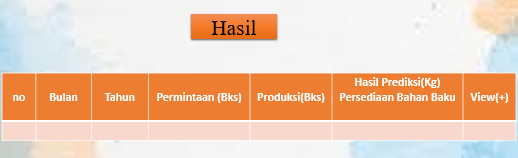 Hasil
no Bulan Tahun Permintaan (Bks) Produksi(Bks) Hasil Prediksi(Kg) Persediaan Bahan Baku View(+)